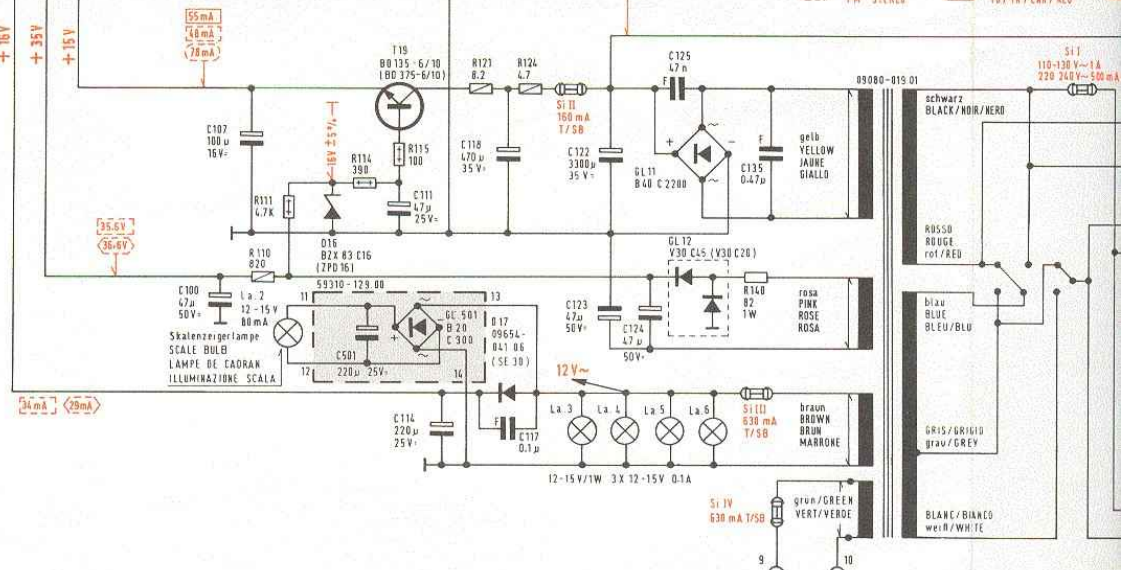 + 16V
+ 35V
+ 15V
55mA
48mA
78mA
T19
BD 135 - 6/10
(BD 375-6/10)
R121
8.2
R124
4.7
Si II
160 mA
T/SB
C125
47n
F
09080-019.01
Si I
110-130 V~ 1A
220 240V~ 500mA
schwarz
BLACK/NOIR/NERO
C107
100µ
16V=
16V ±5%
R114
390
R115
100
C118
470µ
35V=
C122
3300µ
35V=
GL11
B40 C2200
+
~
−
~
F
C135
0.47µ
gelb
YELLOW
JAUNE
GIALLO
R111
4.7K
C111
47µ
25V=
D16
BZX 83 C16
(ZPD16)
35.6V
36.6V
R110
820
GL12
V30 C45 (V30 C20)
ROSSO
ROUGE
rot/RED
C100
47µ
50V=
La. 2
12-15V
80mA
59310-129.00
11
13
GL501
B20
C300
+
~
−
~
C501
220µ 25V=
12
14
D17
09654-
041 06
(SE 30)
C123
47µ
50V=
C124
47µ
50V=
R140
82
1W
rosa
PINK
ROSE
ROSA
blau
BLUE
BLEU/BLU
Skalenzeigerlampe
SCALE BULB
LAMPE DE CADRAN
ILLUMINAZIONE SCALA
34mA
29mA
12V~
C114
220µ
25V=
F
C117
0.1µ
La.3
La.4
La.5
La.6
Si III
630 mA
T/SB
braun
BROWN
BRUN
MARRONE
GRIS/GRIGIO
grau/GREY
12-15V/1W 3X 12-15V 0.1A
Si IV
630 mA T/SB
grün/GREEN
VERT/VERDE
BLANC/BIANCO
weiß/WHITE
9
10